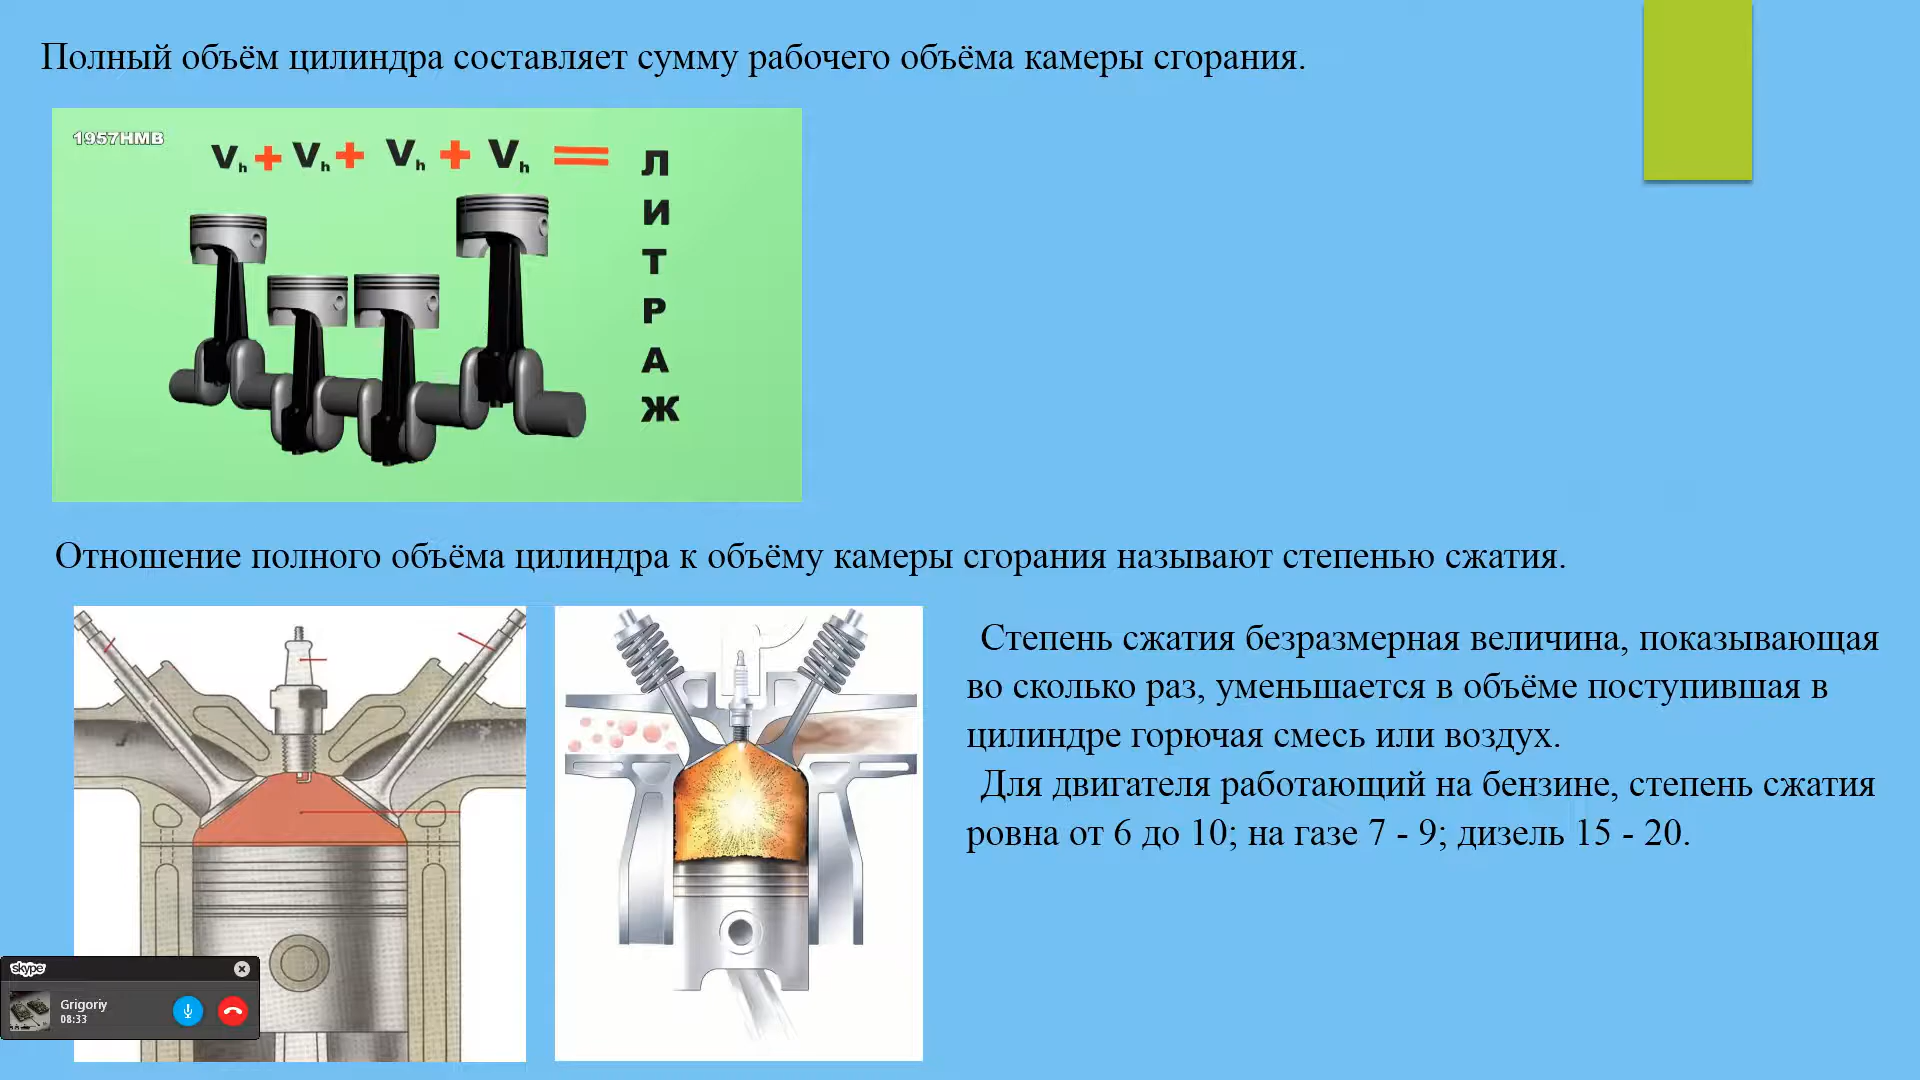 Полный объём цилиндра составляет сумму рабочего объёма камеры сгорания.
1957HMB
Vh + Vh + Vh + Vh =
Л
И
Т
Р
А
Ж
Отношение полного объёма цилиндра к объёму камеры сгорания называют степенью сжатия.
Степень сжатия безразмерная величина, показывающая
во сколько раз, уменьшается в объёме поступившая в
цилиндре горючая смесь или воздух.
Для двигателя работающий на бензине, степень сжатия
ровна от 6 до 10; на газе 7 - 9; дизель 15 - 20.
skype
Grigoriy
08:33